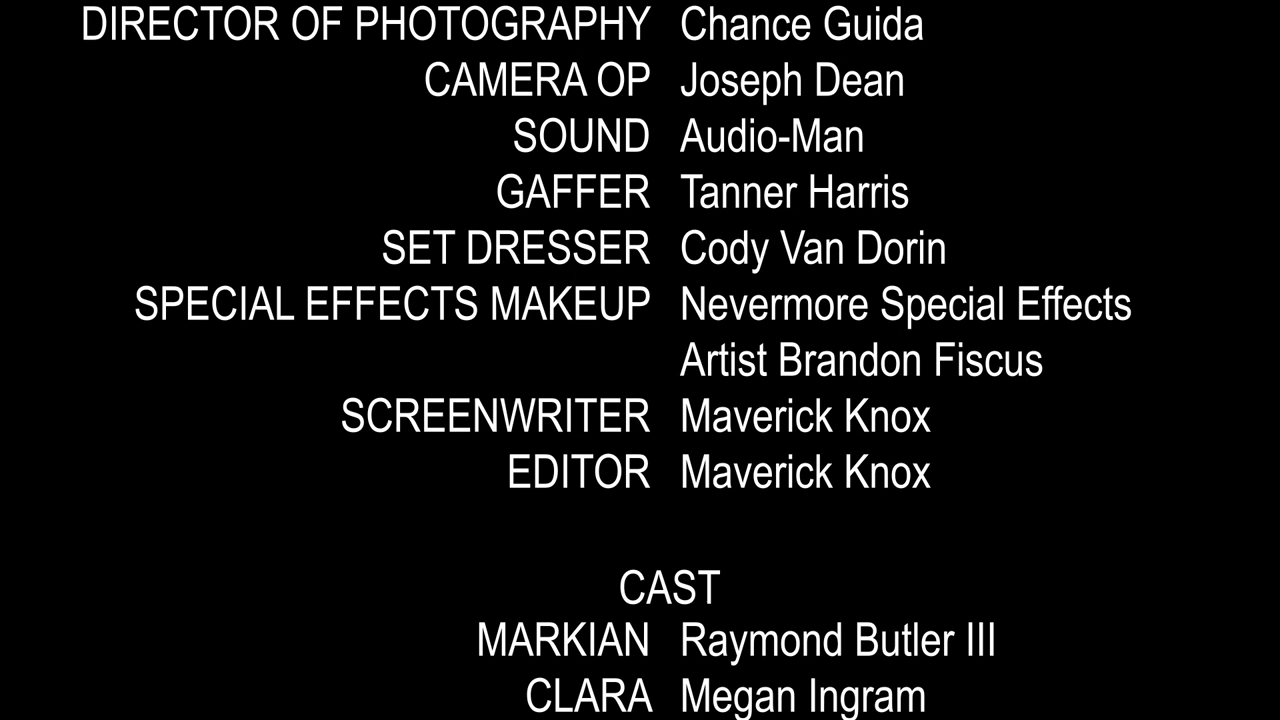 DIRECTOR OF PHOTOGRAPHY Chance Guida
CAMERA OP Joseph Dean
SOUND Audio-Man
GAFFER Tanner Harris
SET DRESSER Cody Van Dorin
SPECIAL EFFECTS MAKEUP Nevermore Special Effects
Artist Brandon Fiscus
SCREENWRITER Maverick Knox
EDITOR Maverick Knox
CAST
MARKIAN Raymond Butler III
CLARA Megan Ingram